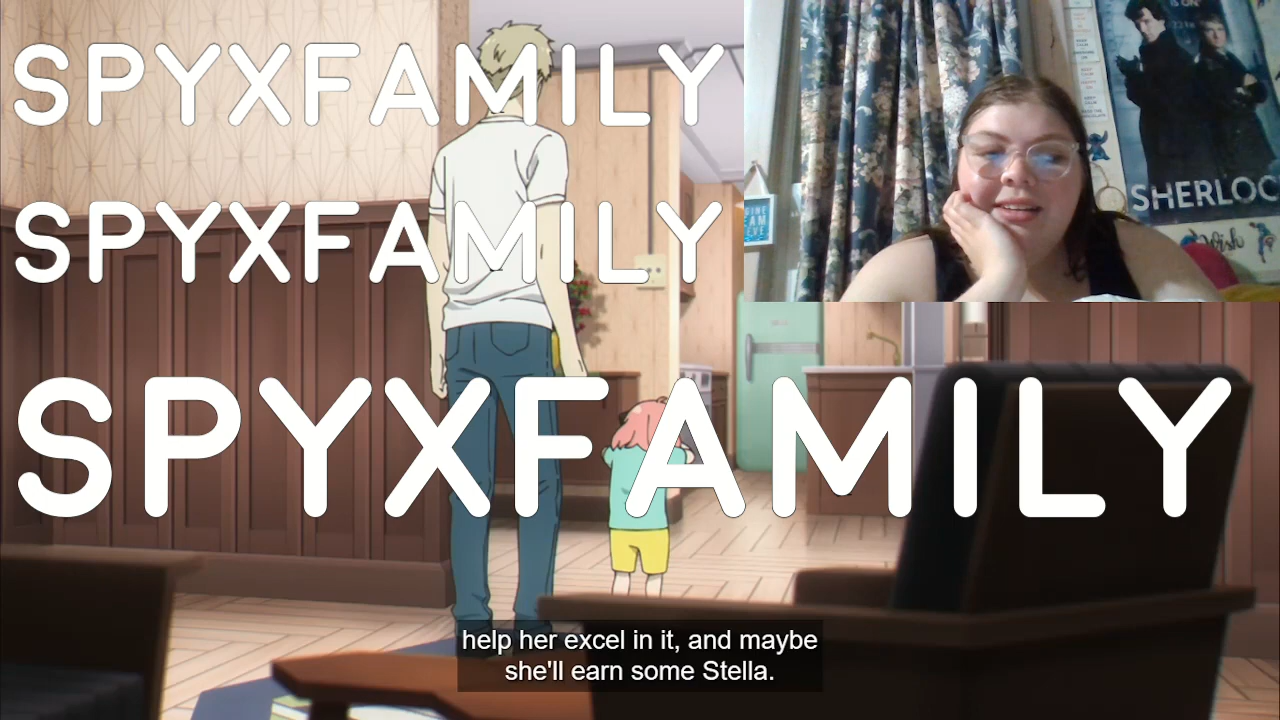 SPYXFAMILY
SPYXFAMILY
SPYXFAMILY
SHERLOC
help her excel in it, and maybe
she'll earn some Stella.